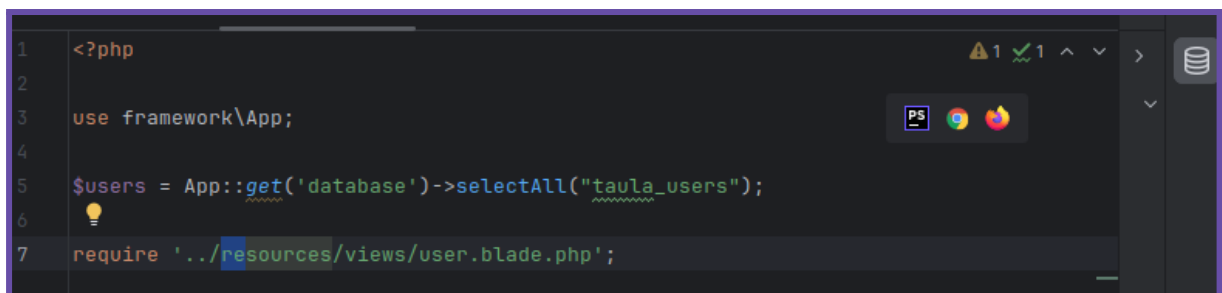 1 <?php ⚠1 ✓1
2
3 use framework\App;
PS
4
5 $users = App::get('database')->selectAll("taula_users");
6
7 require '../resources/views/user.blade.php';